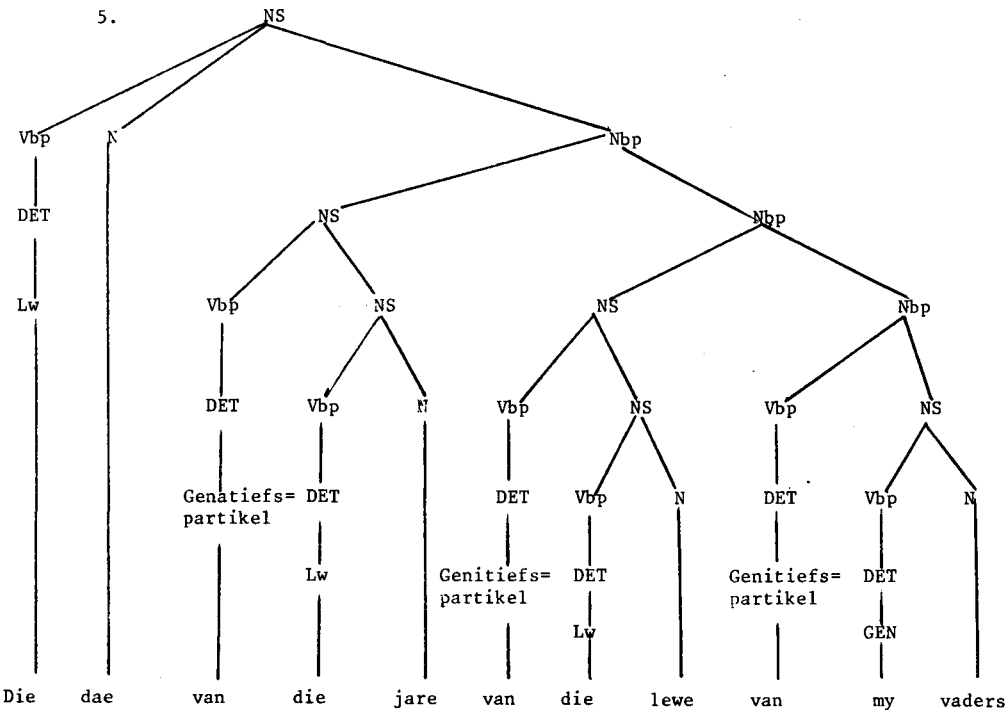 5.
NS
Vbp N Nbp
DET NS Nbp
Lw Vbp NS NS Nbp
DET Vbp N Vbp NS Vbp NS
Genatiefs= DET DET Vbp N DET Vbp N
partikel
Lw Genitiefs= DET Genitiefs= DET
partikel partikel
Lw GEN
Die dae van die jare van die lewe van my vaders